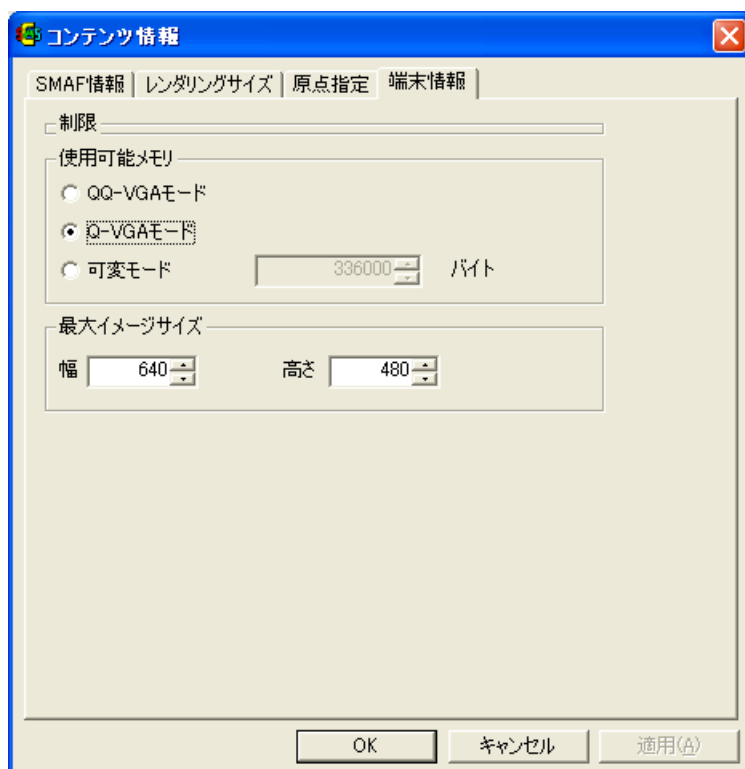 コンテンツ情報
SMAF情報 レンダリングサイズ 原点指定 端末情報
制限
使用可能メモリ
QQ-VGAモード
Q-VGAモード
可変モード 336000 バイト
最大イメージサイズ
幅 640 高さ 480
OK キャンセル 適用(A)